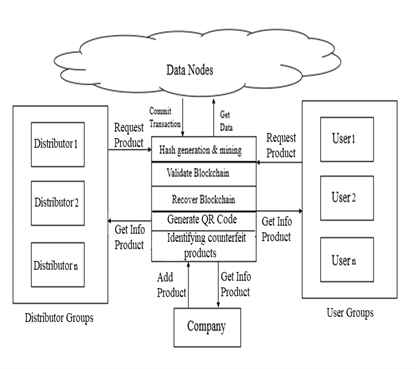 Data Nodes
Commit
Transaction
Get
Data
Distributor 1
Distributor 2
Distributor n
Distributor Groups
Request
Product
Get Info
Product
Hash generation & mining
Validate Blockchain
Recover Blockchain
Generate QR Code
Identifying counterfeit
products
Request
Product
Get Info
Product
User 1
User 2
User n
User Groups
Add
Product
Get Info
Product
Company